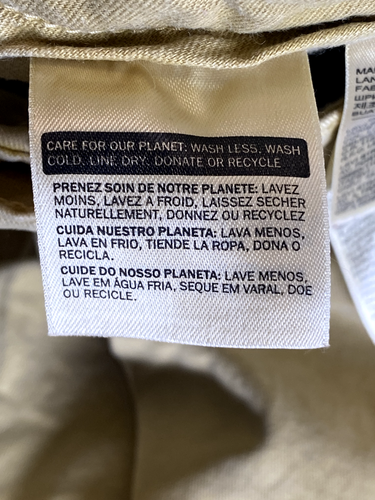 CARE FOR OUR PLANET: WASH LESS, WASH
COLD, LINE DRY, DONATE OR RECYCLE
PRENEZ SOIN DE NOTRE PLANETE: LAVEZ
MOINS, LAVEZ A FROID, LAISSEZ SECHER
NATURELLEMENT, DONNEZ OU RECYCLEZ
CUIDA NUESTRO PLANETA: LAVA MENOS,
LAVA EN FRIO, TIENDE LA ROPA, DONA O
RECICLA.
CUIDE DO NOSSO PLANETA: LAVE MENOS,
LAVE EM ÁGUA FRIA, SEQUE EM VARAL, DOE
OU RECICLE.